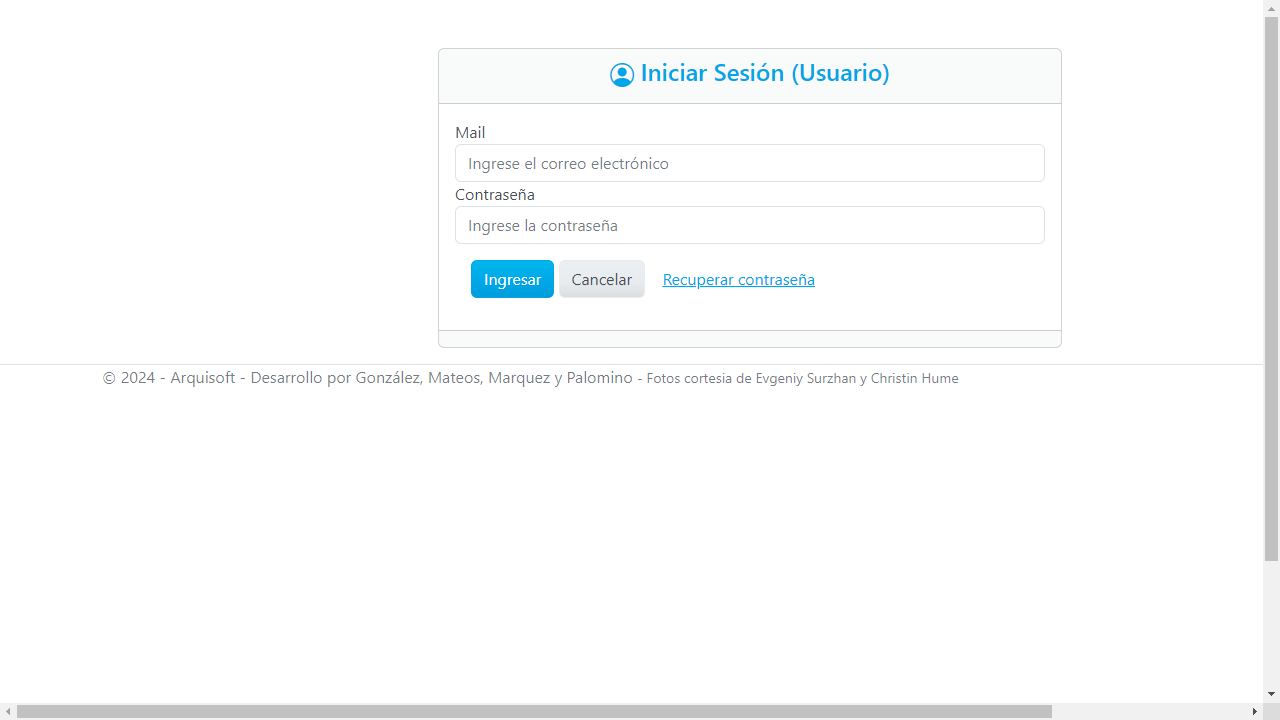 Iniciar Sesión (Usuario)
Mail
Ingrese el correo electrónico
Contraseña
Ingrese la contraseña
Ingresar Cancelar Recuperar contraseña
© 2024 - Arquisoft - Desarrollo por González, Mateos, Marquez y Palomino - Fotos cortesia de Evgeniy Surzhan y Christin Hume